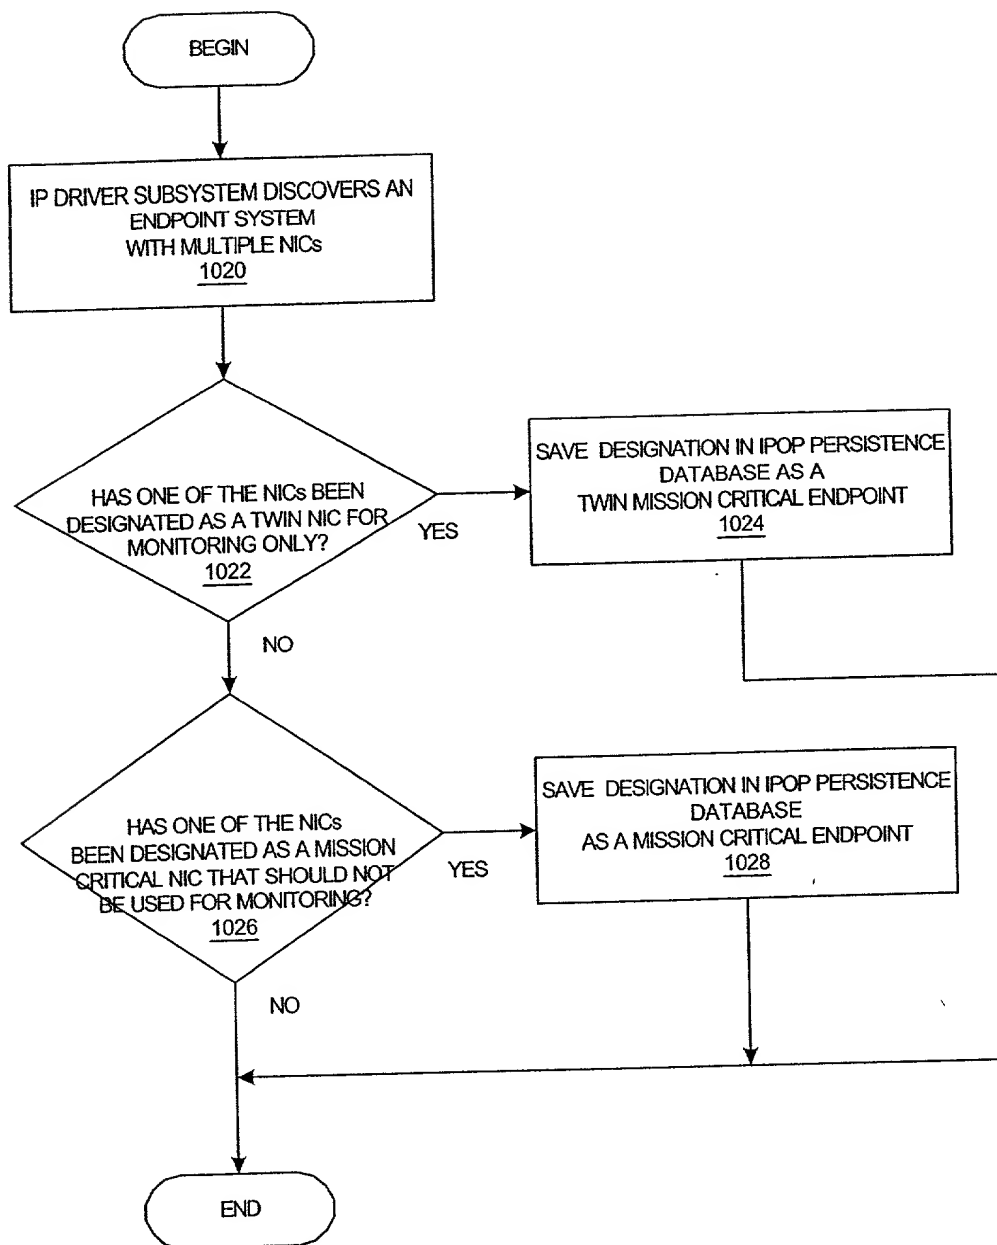 BEGIN
IP DRIVER SUBSYSTEM DISCOVERS AN
ENDPOINT SYSTEM
WITH MULTIPLE NICs
1020
HAS ONE OF THE NICs BEEN
DESIGNATED AS A TWIN NIC FOR
MONITORING ONLY?
1022
YES
SAVE DESIGNATION IN IPOP PERSISTENCE
DATABASE AS A
TWIN MISSION CRITICAL ENDPOINT
1024
NO
HAS ONE OF THE NICs
BEEN DESIGNATED AS A MISSION
CRITICAL NIC THAT SHOULD NOT
BE USED FOR MONITORING?
1026
YES
SAVE DESIGNATION IN IPOP PERSISTENCE
DATABASE
AS A MISSION CRITICAL ENDPOINT
1028
NO
END